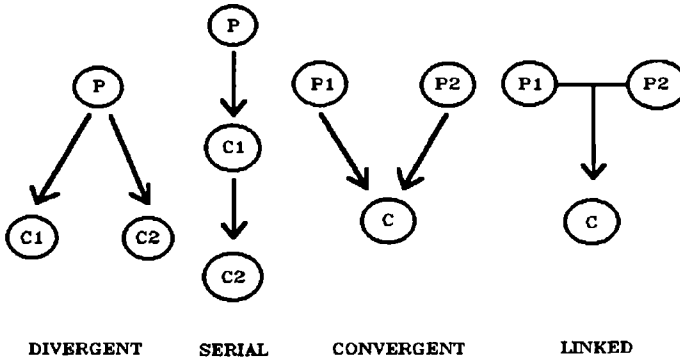 P
C1
C2
DIVERGENT
P
C1
C2
SERIAL
P1
P2
C
CONVERGENT
P1
P2
C
LINKED